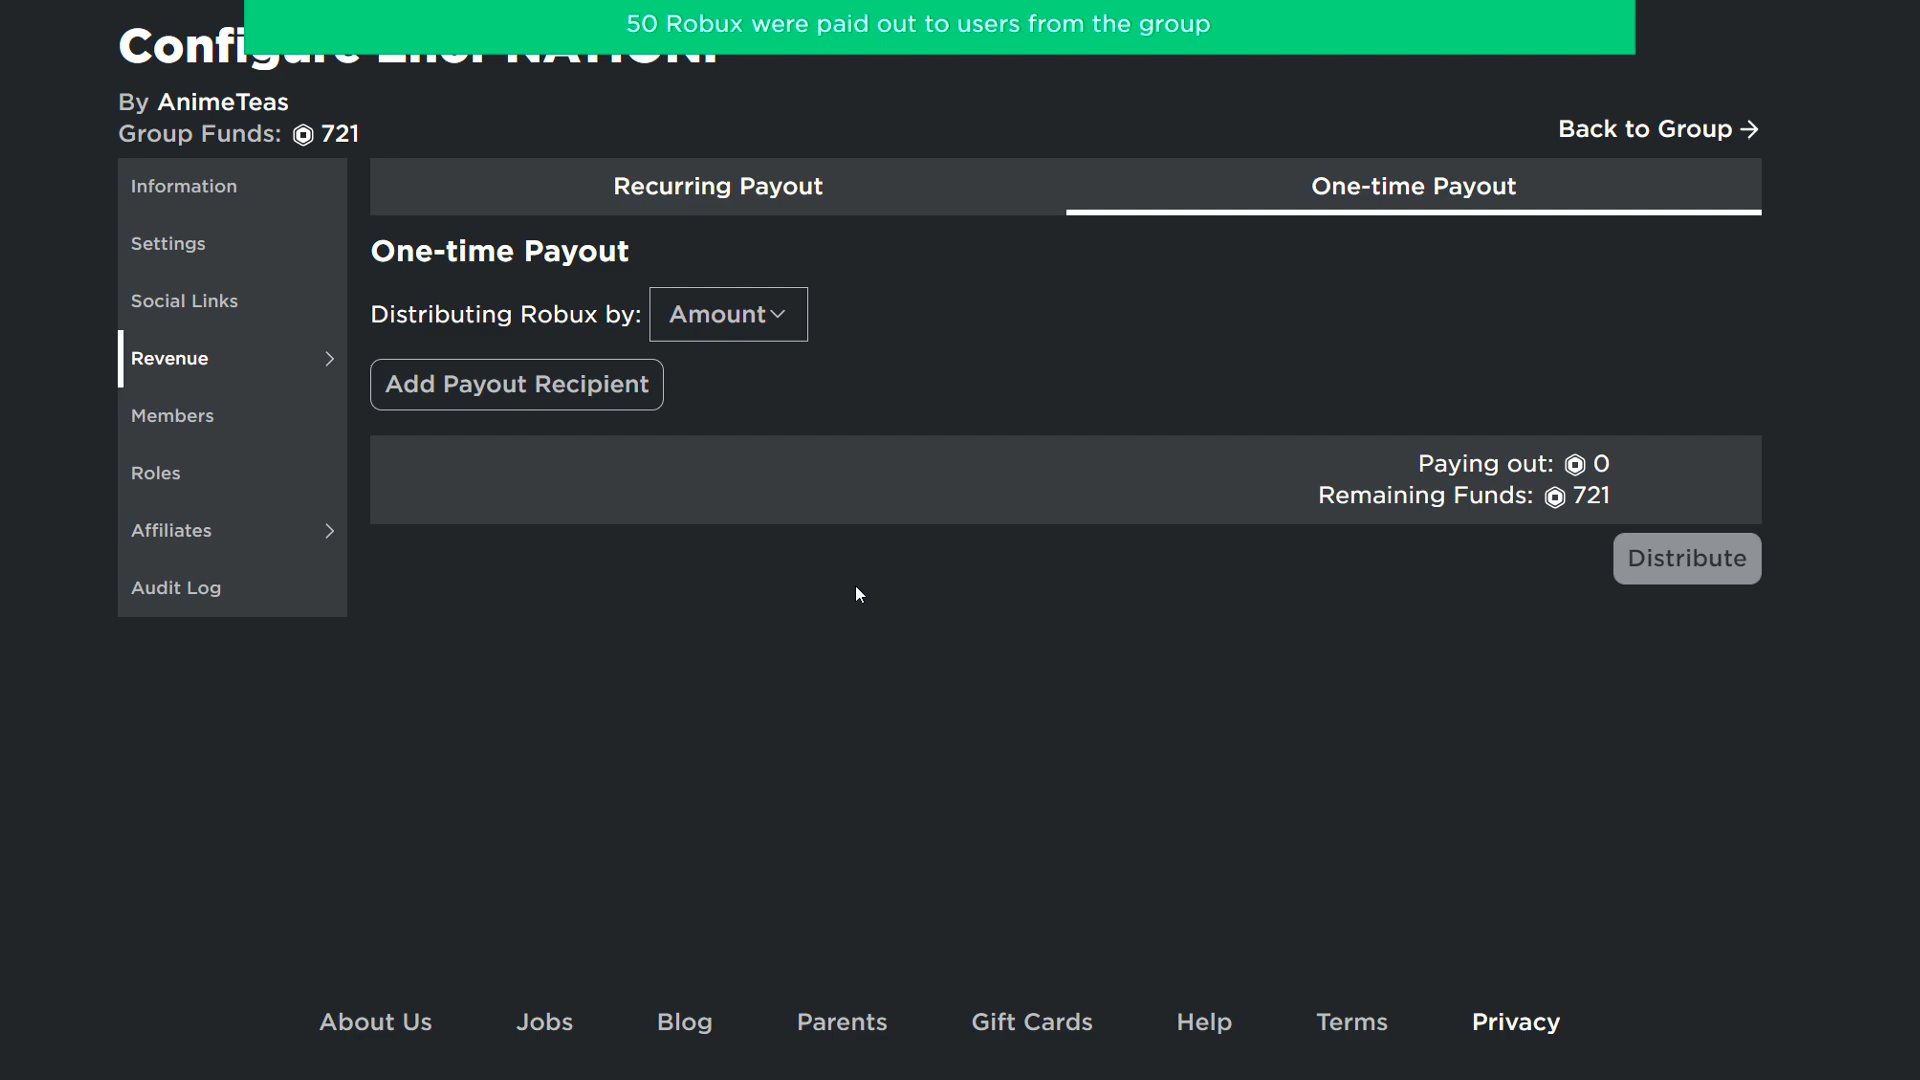 50 Robux were paid out to users from the group
By AnimeTeas
Group Funds: 721
Back to Group
Information
Settings
Social Links
Revenue
Members
Roles
Affiliates
Audit Log
Recurring Payout
One-time Payout
One-time Payout
Distributing Robux by: Amount
Add Payout Recipient
Paying out: 0
Remaining Funds: 721
Distribute
About Us Jobs Blog Parents Gift Cards Help Terms Privacy